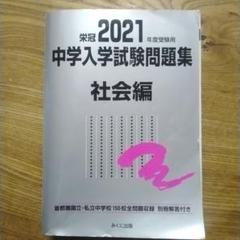 栄冠 2021 年度受験用
中学入学試験問題集
社会編
首都圏国立・私立中学校150校全問題収録 別冊解答付き
みくに出版